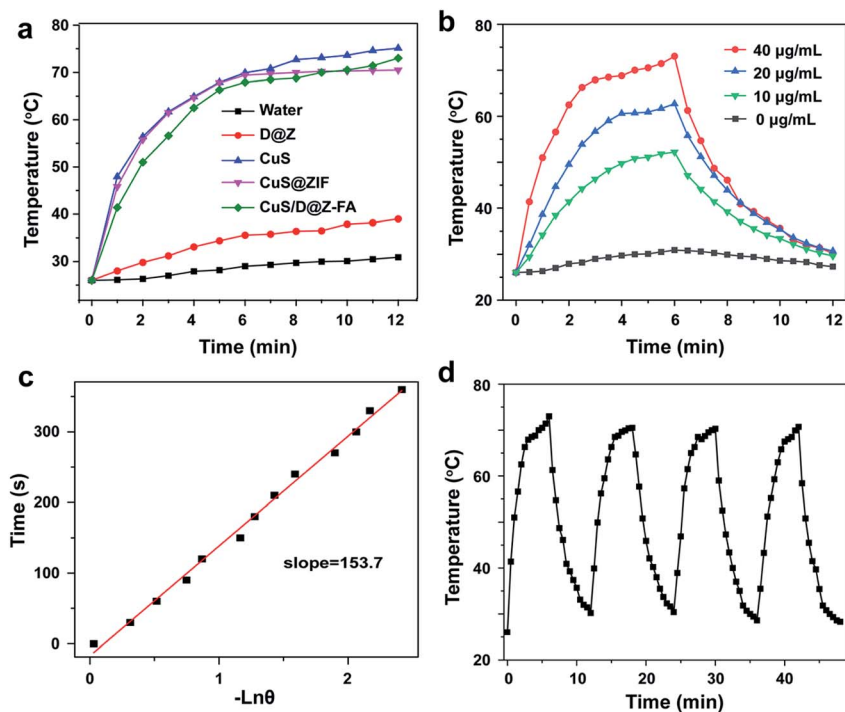 a
80
70
60
50
40
30
Temperature (°C)
Water
D@Z
CuS
CuS@ZIF
CuS/D@Z-FA
0 2 4 6 8 10 12
Time (min)
b
80
60
40
20
Temperature (°C)
40 μg/mL
20 μg/mL
10 μg/mL
0 μg/mL
0 2 4 6 8 10 12
Time (min)
c
300
200
100
0
Time (s)
slope=153.7
0 1 2
-Lnθ
d
80
60
40
20
Temperature (°C)
0 10 20 30 40
Time (min)